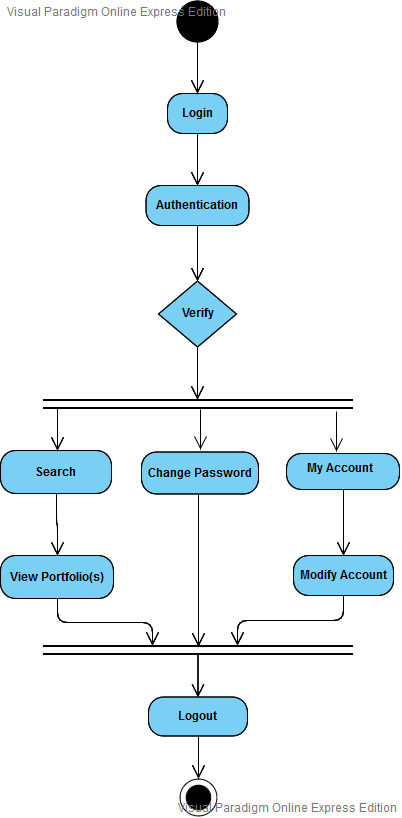 Visual Paradigm Online Express Edition
Login
Authentication
Verify
Search
Change Password
My Account
View Portfolio(s)
Modify Account
Logout
Visual Paradigm Online Express Edition